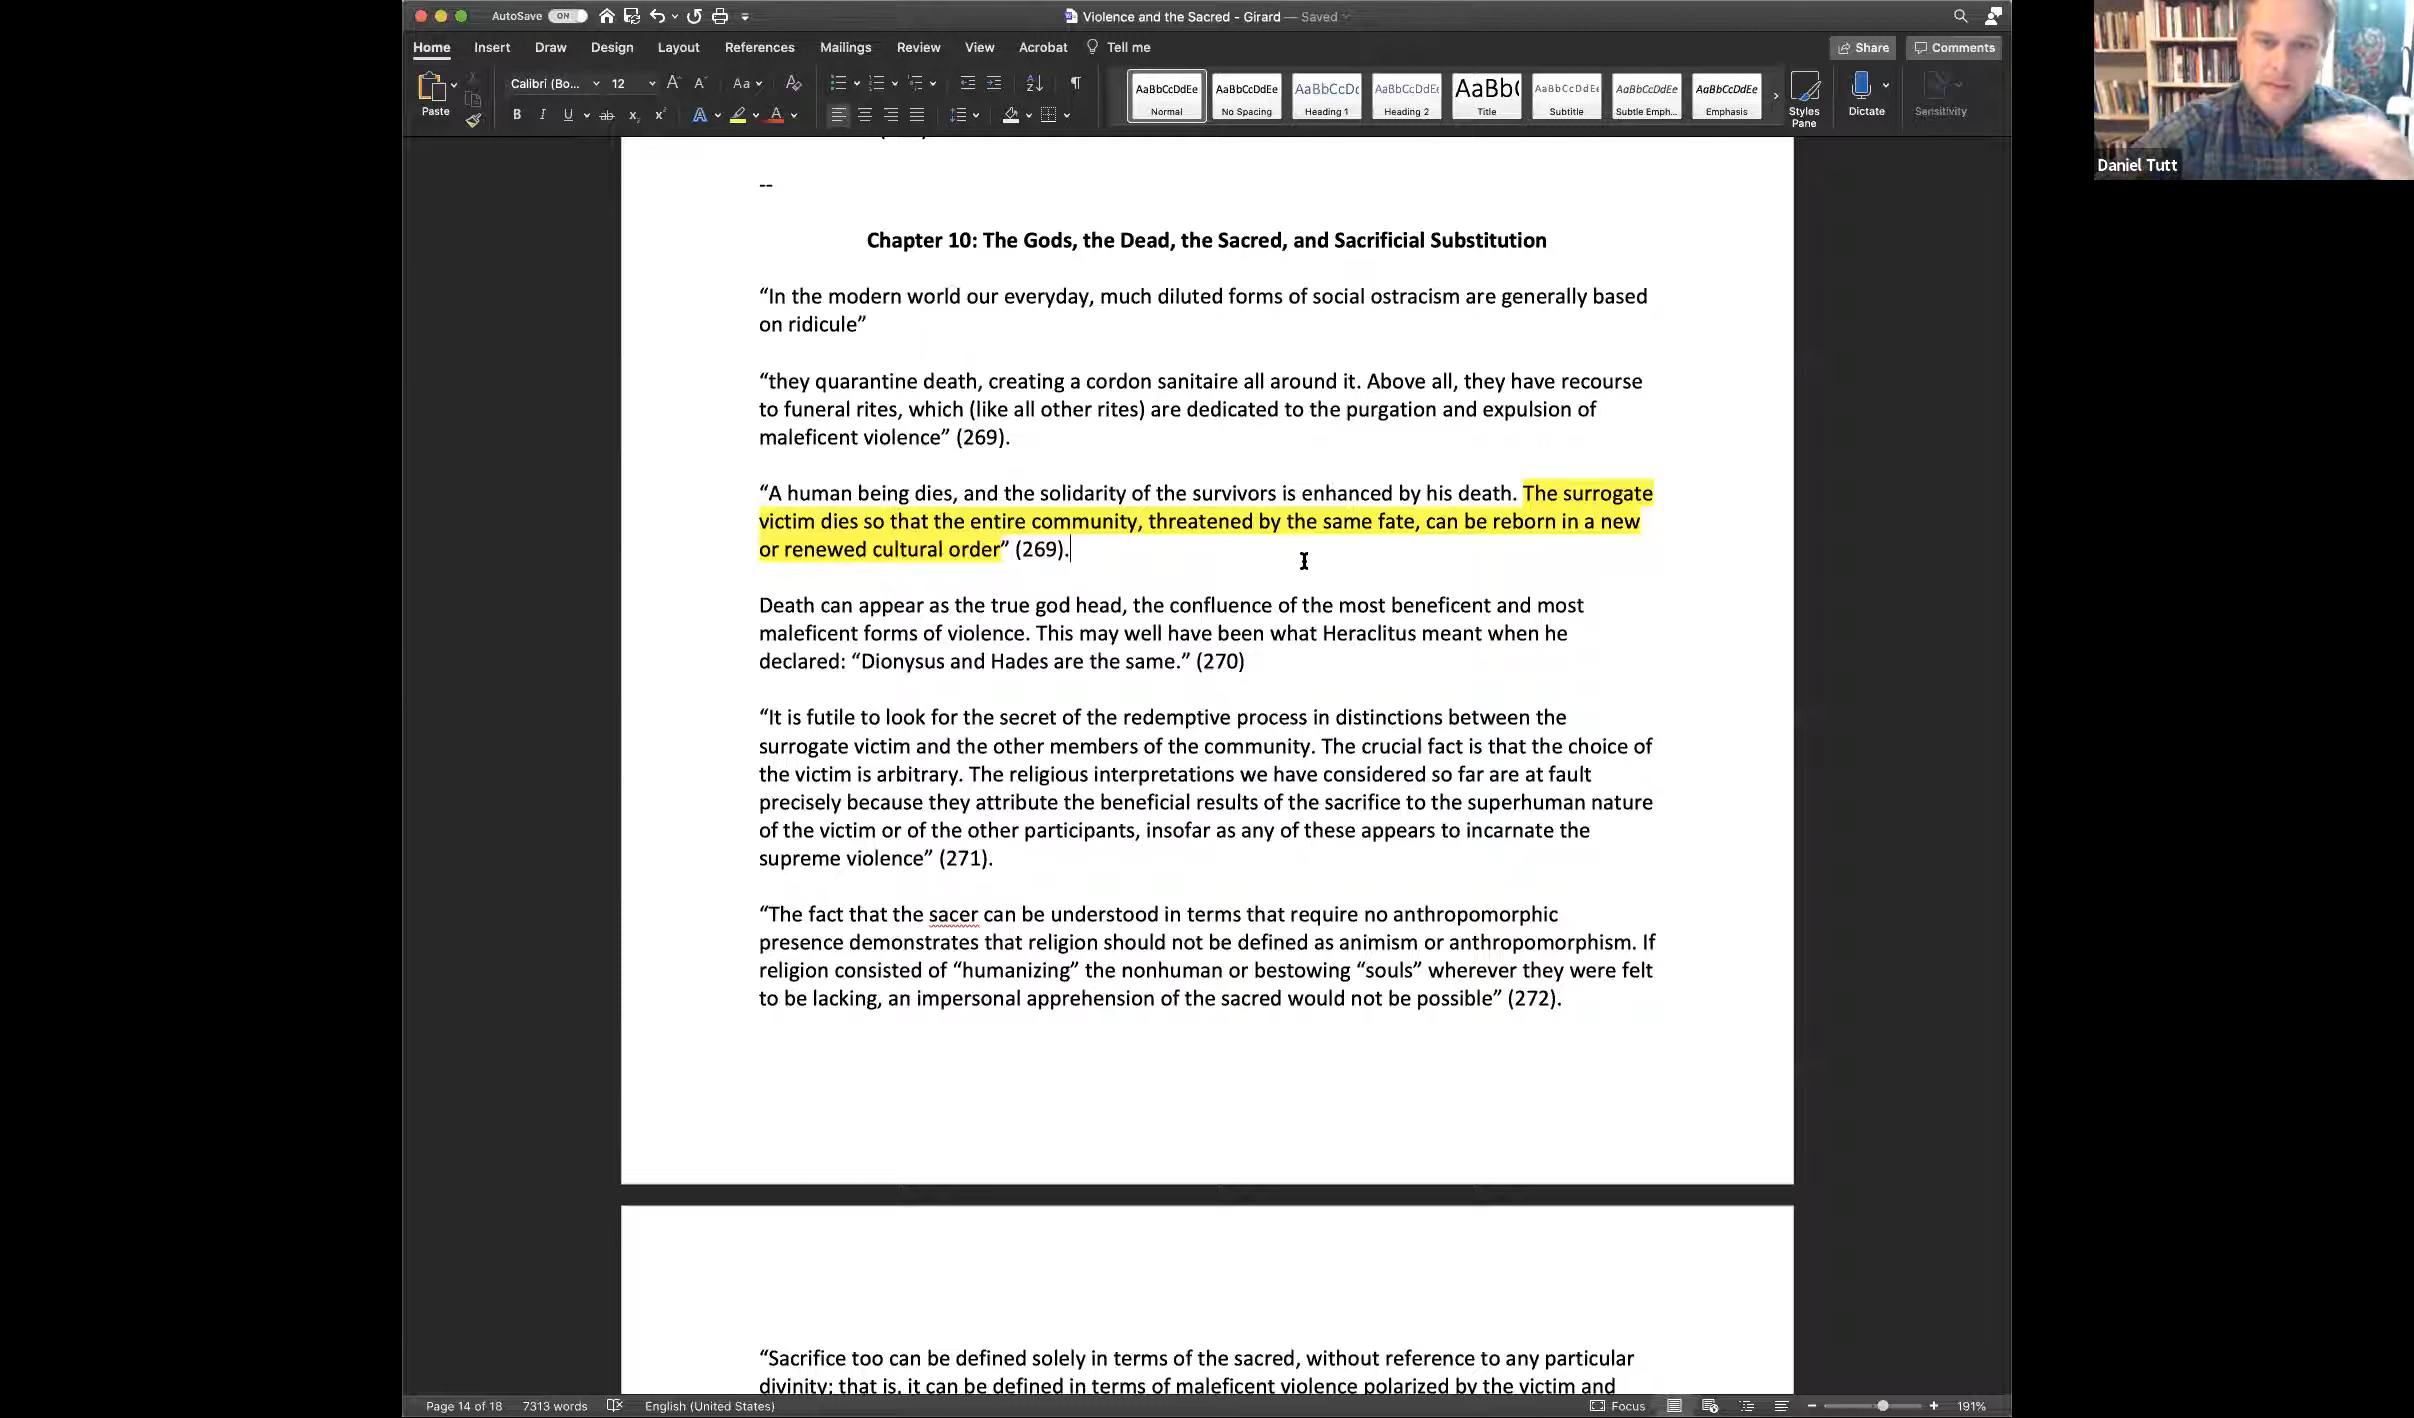 AutoSave ON
Violence and the Sacred - Girard — Saved
Home Insert Draw Design Layout References Mailings Review View Acrobat Tell me
Share Comments
Paste
Calibri (Bo... 12
AaBbCcDdEe AaBbCcDdEe AaBbCcDc AaBbCcDdEe AaBb( AaBbCcDdEe AaBbCcDdEe AaBbCcDdEe
Normal No Spacing Heading 1 Heading 2 Title Subtitle Subtle Emph... Emphasis
Styles Pane
Dictate
Sensitivity
Daniel Tutt
--
Chapter 10: The Gods, the Dead, the Sacred, and Sacrificial Substitution
“In the modern world our everyday, much diluted forms of social ostracism are generally based
on ridicule”
“they quarantine death, creating a cordon sanitaire all around it. Above all, they have recourse
to funeral rites, which (like all other rites) are dedicated to the purgation and expulsion of
maleficent violence” (269).
“A human being dies, and the solidarity of the survivors is enhanced by his death. The surrogate
victim dies so that the entire community, threatened by the same fate, can be reborn in a new
or renewed cultural order” (269).
Death can appear as the true god head, the confluence of the most beneficent and most
maleficent forms of violence. This may well have been what Heraclitus meant when he
declared: “Dionysus and Hades are the same.” (270)
“It is futile to look for the secret of the redemptive process in distinctions between the
surrogate victim and the other members of the community. The crucial fact is that the choice of
the victim is arbitrary. The religious interpretations we have considered so far are at fault
precisely because they attribute the beneficial results of the sacrifice to the superhuman nature
of the victim or of the other participants, insofar as any of these appears to incarnate the
supreme violence” (271).
“The fact that the sacer can be understood in terms that require no anthropomorphic
presence demonstrates that religion should not be defined as animism or anthropomorphism. If
religion consisted of “humanizing” the nonhuman or bestowing “souls” wherever they were felt
to be lacking, an impersonal apprehension of the sacred would not be possible” (272).
“Sacrifice too can be defined solely in terms of the sacred, without reference to any particular
divinity; that is, it can be defined in terms of maleficent violence polarized by the victim and
Page 14 of 18 7313 words English (United States)
Focus 191%